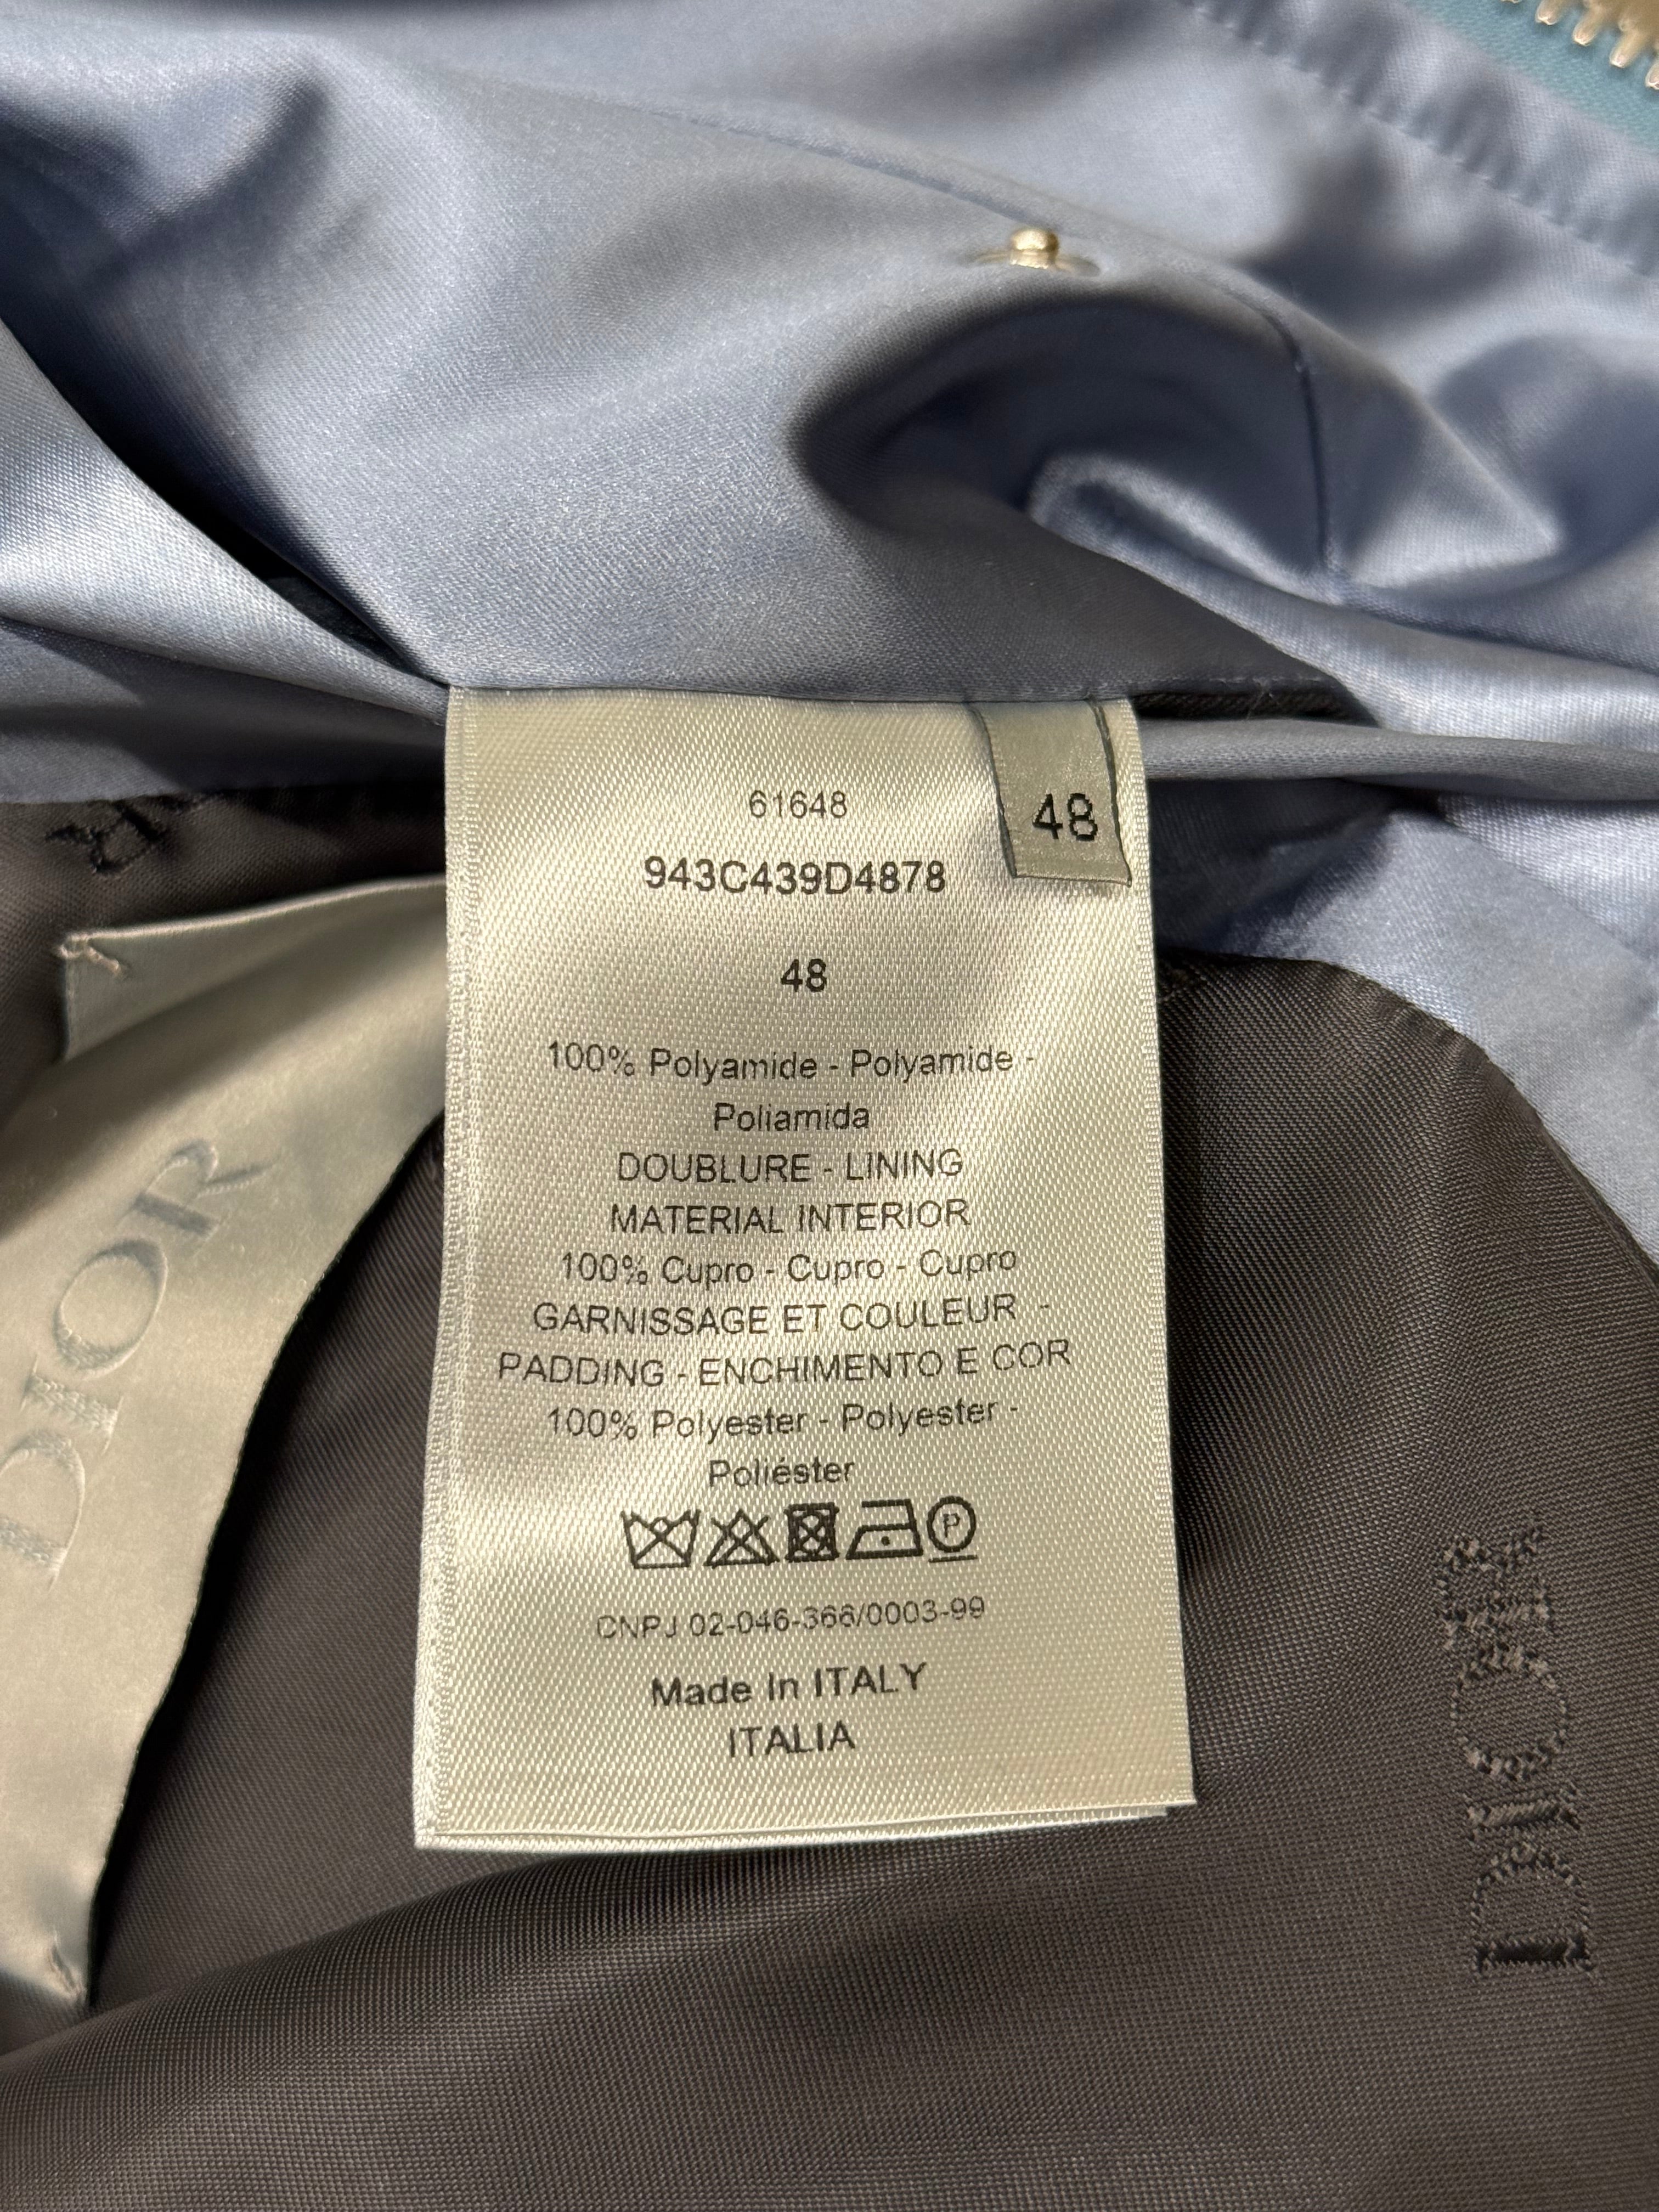 61648
48
943C439D4878
48
100% Polyamide - Polyamide -
Poliamida
DOUBLURE - LINING
MATERIAL INTERIOR
100% Cupro - Cupro - Cupro
GARNISSAGE ET COULEUR -
PADDING - ENCHIMENTO E COR
100% Polyester - Polyester -
Poliéster
P
CNPJ 02-046-366/0003-99
Made In ITALY
ITALIA
DIOR
DIOR